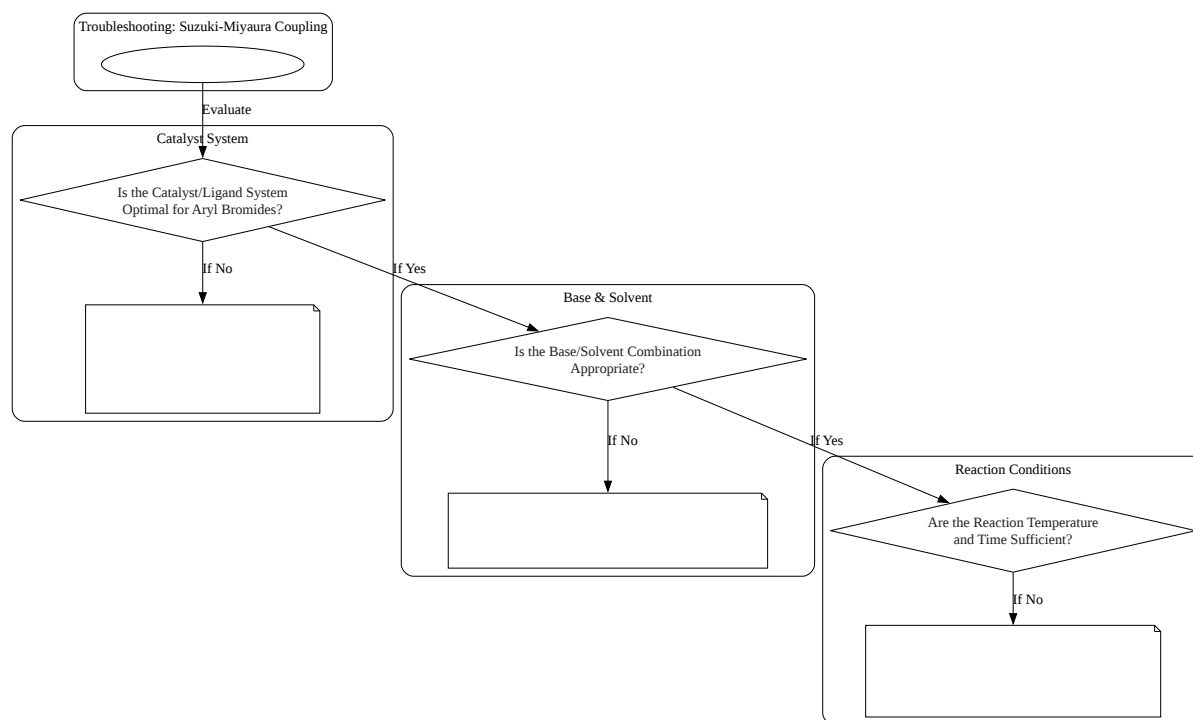 Troubleshooting: Suzuki-Miyaura Coupling
Evaluate
Catalyst System
Is the Catalyst/Ligand System
Optimal for Aryl Bromides?
If No
If Yes
Base & Solvent
Is the Base/Solvent Combination
Appropriate?
If No
If Yes
Reaction Conditions
Are the Reaction Temperature
and Time Sufficient?
If No